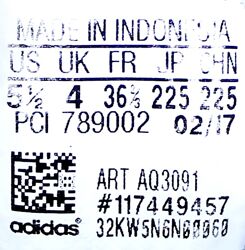 MADE IN INDONESIA
US UK FR JP CHN
5½ 4 36⅔ 225 225
PCI 789002 02/17
ART AQ3091
#117449457
adidas 32KW5N6N00060